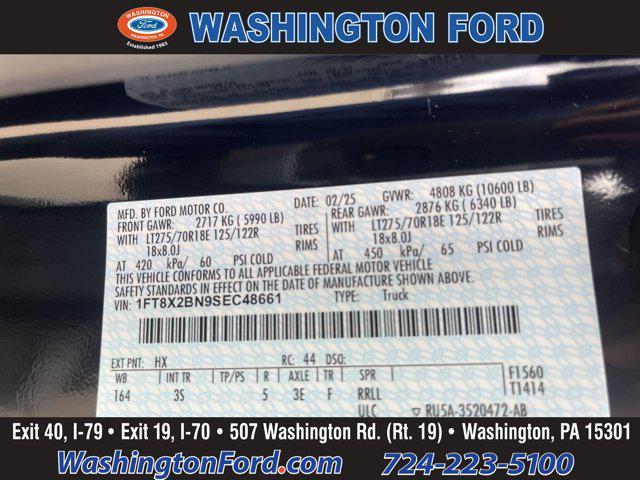 WASHINGTON FORD
WASHINGTON
Ford
WASHINGTON, PA
Established 1983
MFD. BY FORD MOTOR CO.
DATE: 02/25 GVWR: 4808 KG (10600 LB)
FRONT GAWR: 2717 KG (5990 LB)
REAR GAWR: 2876 KG (6340 LB)
WITH LT275/70R18E 125/122R TIRES
WITH LT275/70R18E 125/122R TIRES
18x8.0J RIMS
18x8.0J RIMS
AT 420 kPa/ 60 PSI COLD
AT 450 kPa/ 65 PSI COLD
THIS VEHICLE CONFORMS TO ALL APPLICABLE FEDERAL MOTOR VEHICLE
SAFETY STANDARDS IN EFFECT ON THE DATE OF MANUFACTURE SHOWN ABOVE.
VIN: 1FT8X2BN9SEC48661
TYPE: Truck
EXT PNT: HX RC: 44 DSO:
WB INT TR TP/PS R AXLE TR SPR
164 3S 5 3E F RRLL
F1560
T1414
ULC
RU5A-3520472-AB
Exit 40, I-79 • Exit 19, I-70 • 507 Washington Rd. (Rt. 19) • Washington, PA 15301
WashingtonFord.com 724-223-5100